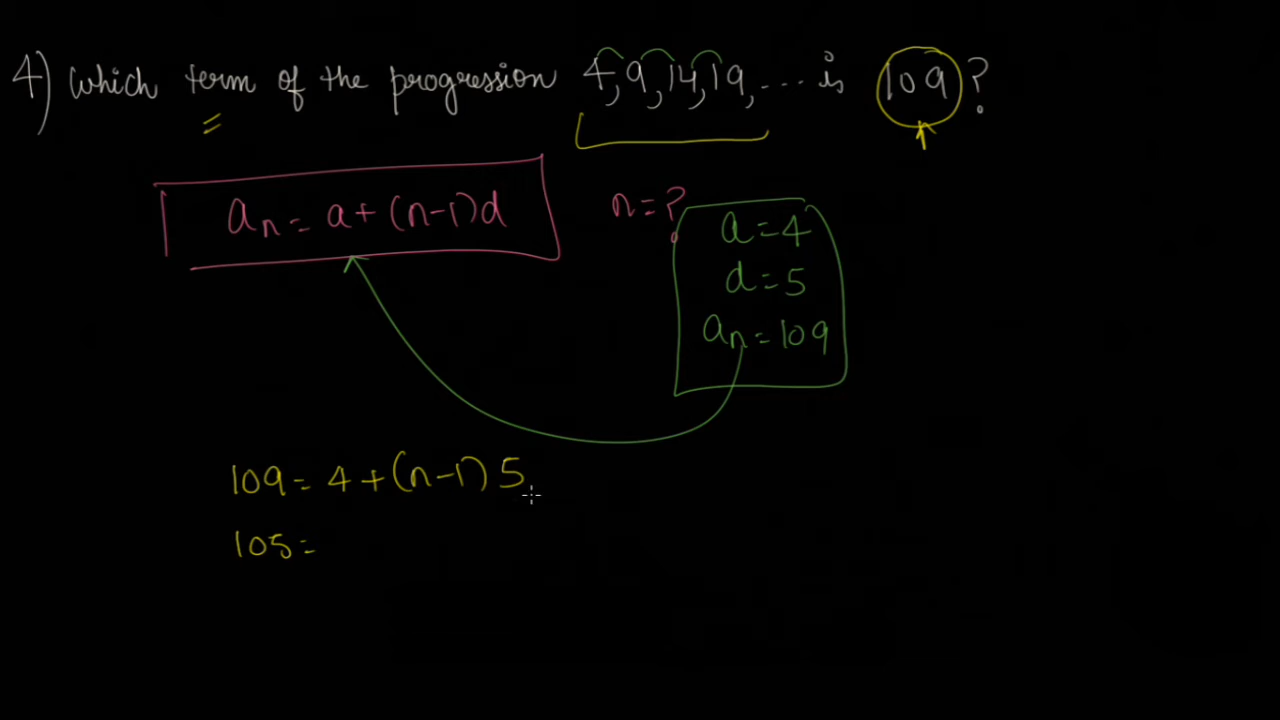 4) Which term of the progression 4, 9, 14, 19, ... is 109?
an = a + (n-1)d
n = ?
a = 4
d = 5
an = 109
109 = 4 + (n-1) 5
105 =